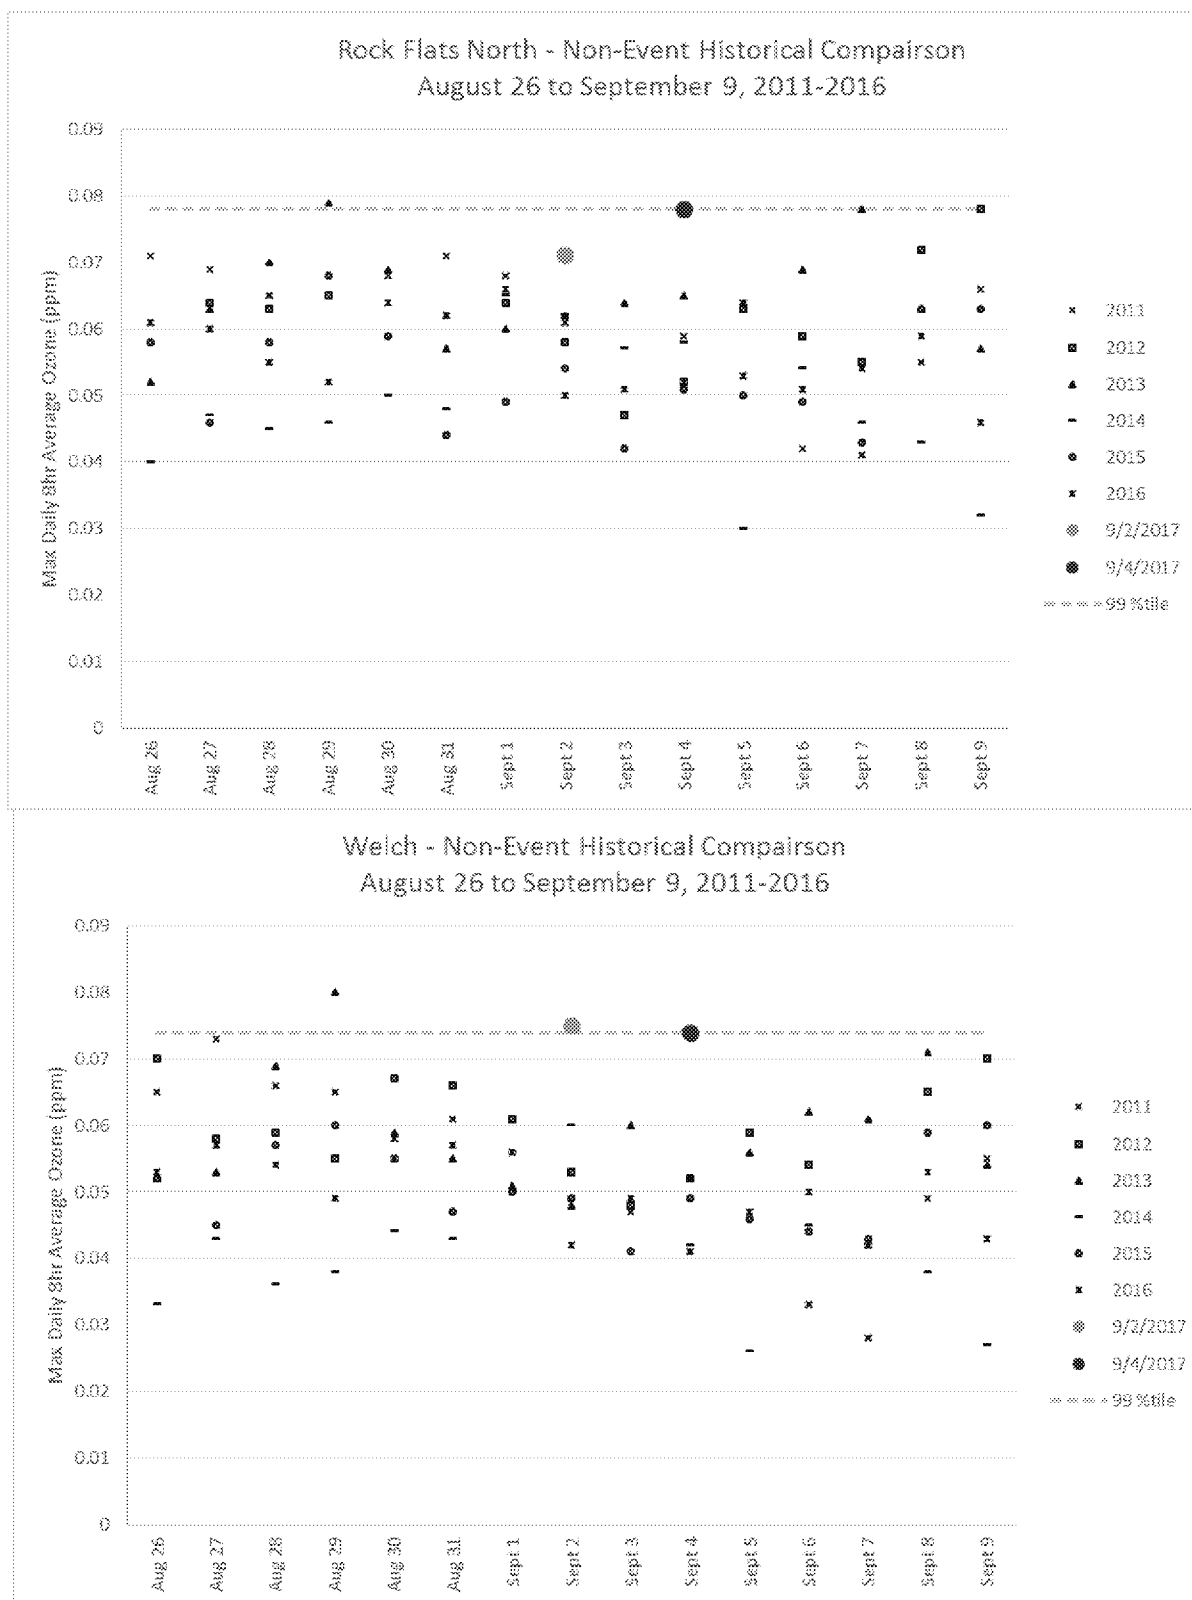 Rock Flats North - Non-Event Historical Compairson
August 26 to September 9, 2011-2016
Max Daily 8hr Average Ozone (ppm)
0.09
0.08
0.07
0.06
0.05
0.04
0.03
0.02
0.01
0
Aug 26
Aug 27
Aug 28
Aug 29
Aug 30
Aug 31
Sept 1
Sept 2
Sept 3
Sept 4
Sept 5
Sept 6
Sept 7
Sept 8
Sept 9
2011
2012
2013
2014
2015
2016
9/2/2017
9/4/2017
99 %tile
Welch - Non-Event Historical Compairson
August 26 to September 9, 2011-2016
Max Daily 8hr Average Ozone (ppm)
0.09
0.08
0.07
0.06
0.05
0.04
0.03
0.02
0.01
0
Aug 26
Aug 27
Aug 28
Aug 29
Aug 30
Aug 31
Sept 1
Sept 2
Sept 3
Sept 4
Sept 5
Sept 6
Sept 7
Sept 8
Sept 9
2011
2012
2013
2014
2015
2016
9/2/2017
9/4/2017
99 %tile